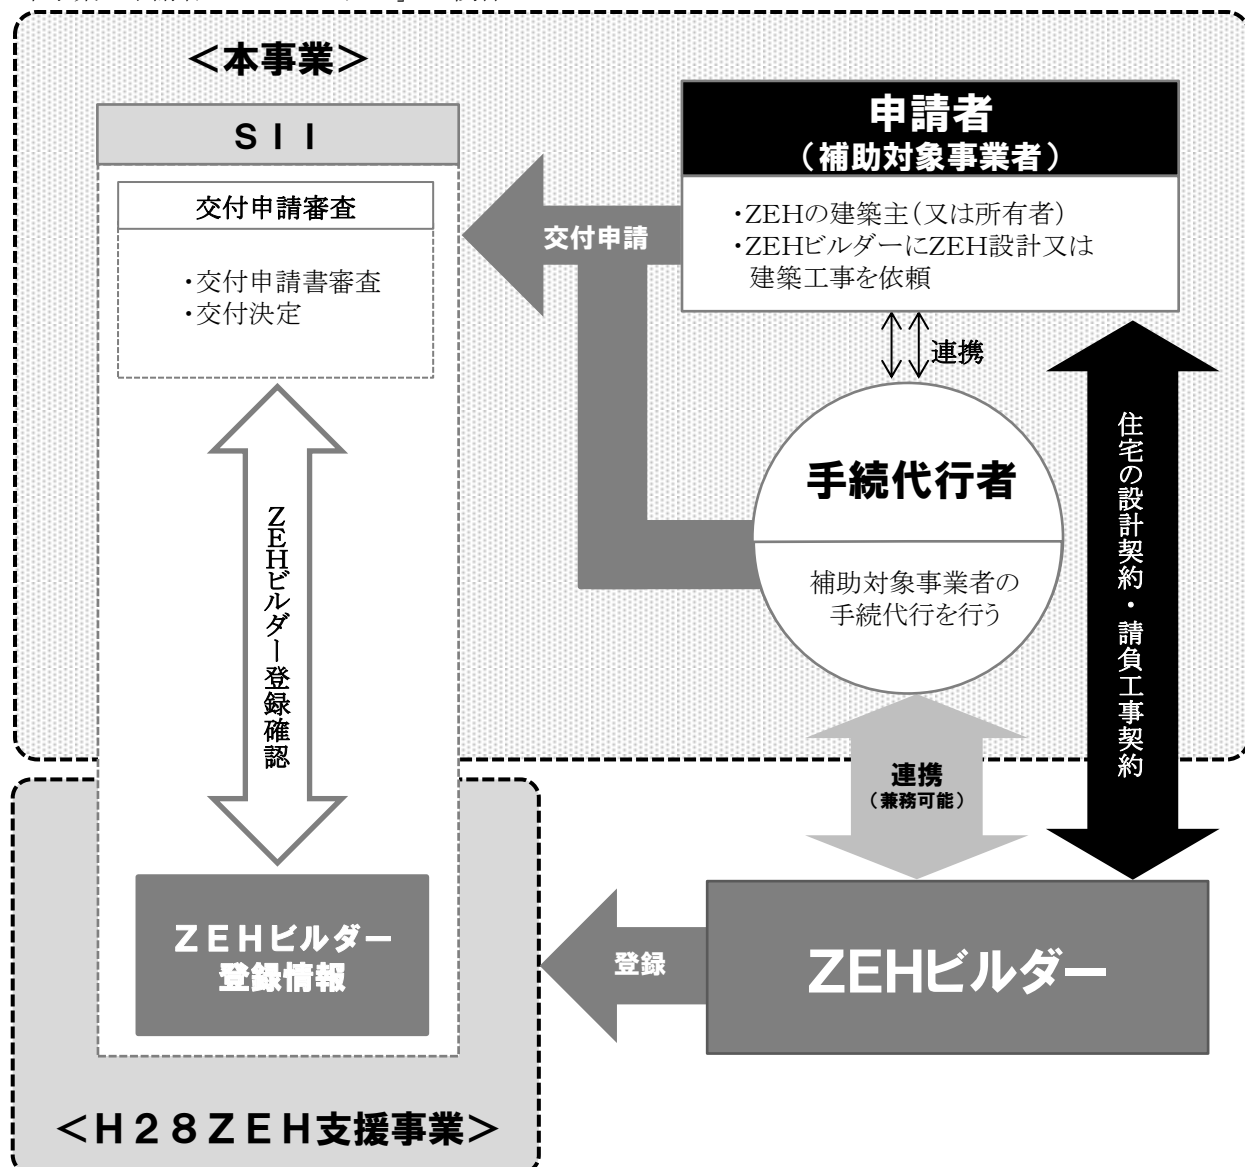 ＜本事業＞
ＳＩＩ
交付申請審査
・交付申請書審査
・交付決定
ZEHビルダー登録確認
ＺＥＨビルダー
登録情報
＜Ｈ２８ＺＥＨ支援事業＞
交付申請
申請者
（補助対象事業者）
・ZEHの建築主（又は所有者）
・ZEHビルダーにZEH設計又は
建築工事を依頼
連携
手続代行者
補助対象事業者の
手続代行を行う
住宅の設計契約・請負工事契約
連携
（兼務可能）
登録
ZEHビルダー